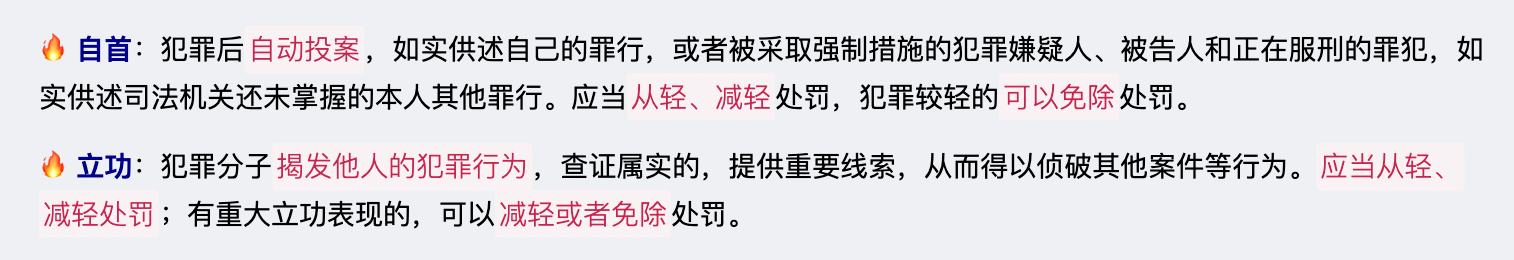 🔥 自首：犯罪后自动投案，如实供述自己的罪行，或者被采取强制措施的犯罪嫌疑人、被告人和正在服刑的罪犯，如
实供述司法机关还未掌握的本人其他罪行。应当从轻、减轻处罚，犯罪较轻的可以免除处罚。
🔥 立功：犯罪分子揭发他人的犯罪行为，查证属实的，提供重要线索，从而得以侦破其他案件等行为。应当从轻、
减轻处罚；有重大立功表现的，可以减轻或者免除处罚。